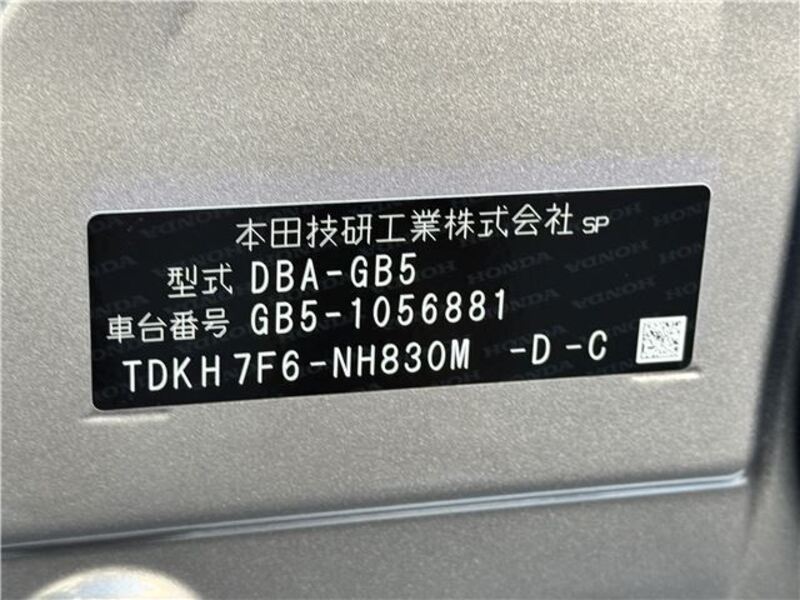 本田技研工業株式会社 SP
型式 DBA-GB5
車台番号 GB5-1056881
TDKH7F6-NH830M -D-C